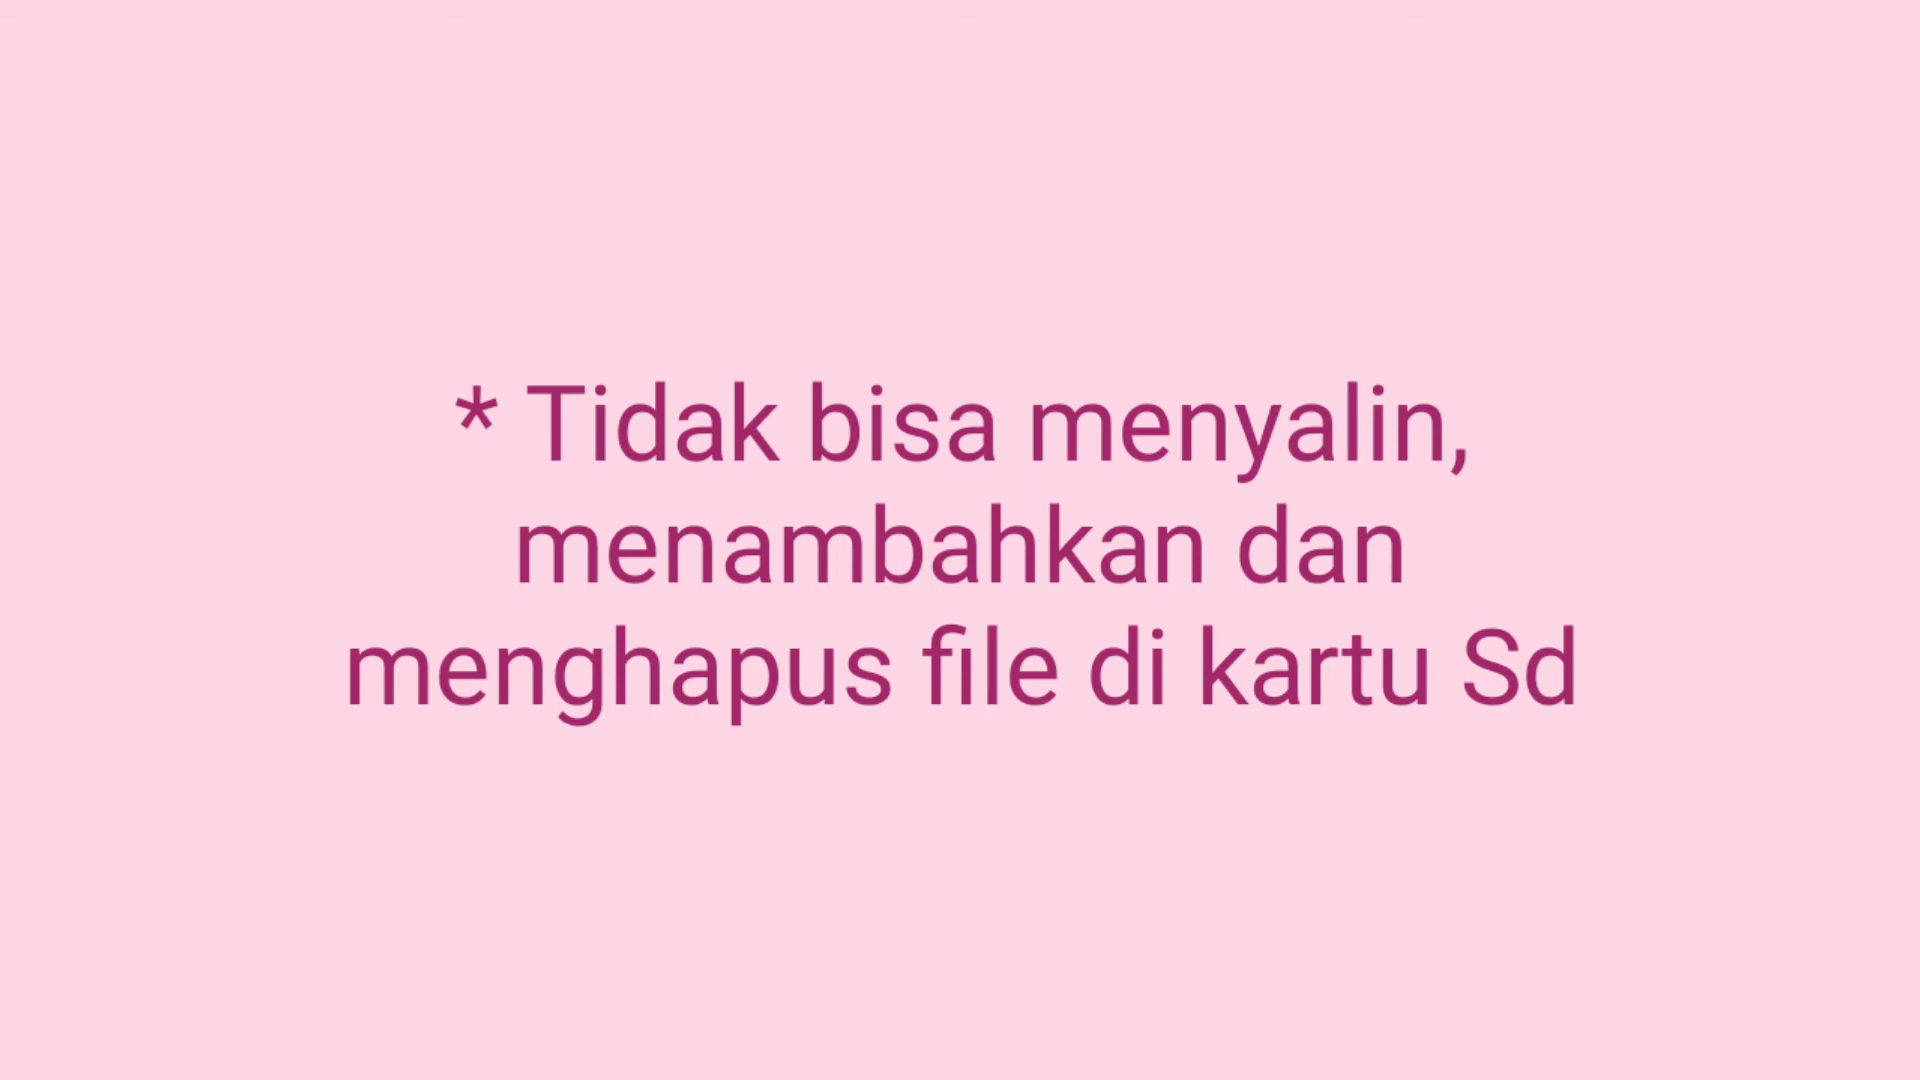 * Tidak bisa menyalin,
menambahkan dan
menghapus file di kartu Sd